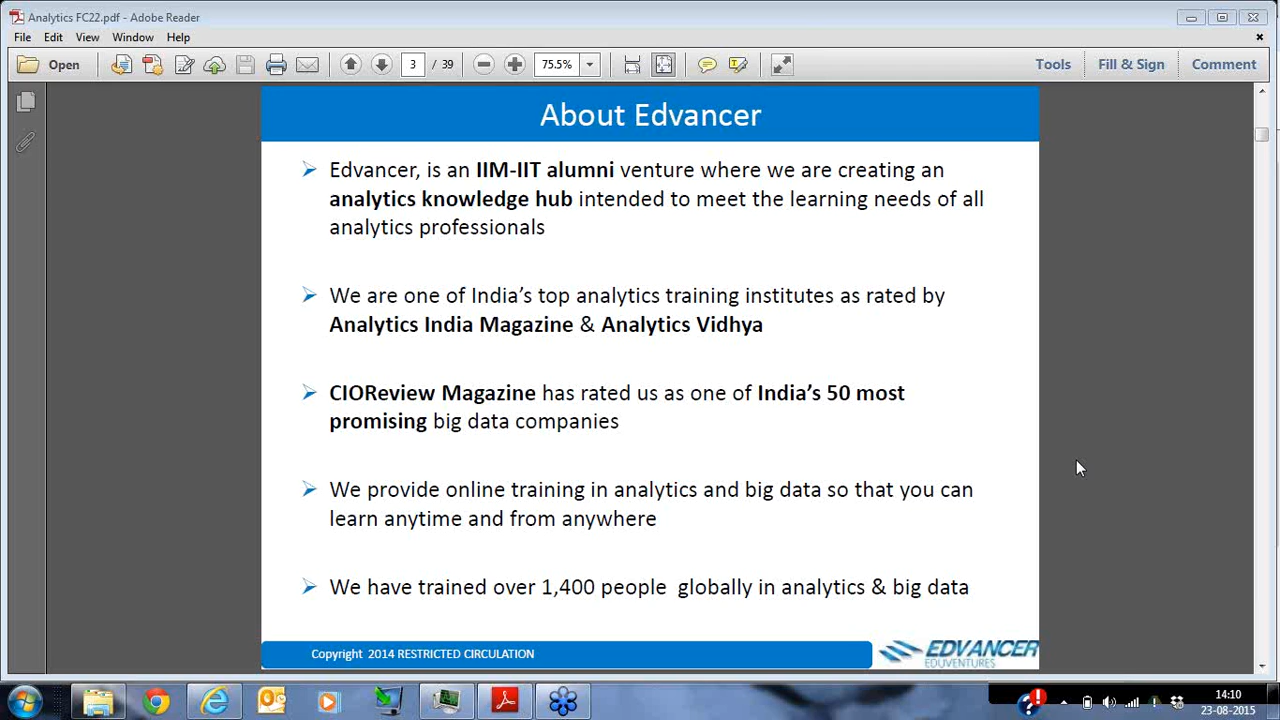 Analytics FC22.pdf - Adobe Reader
File Edit View Window Help
Open 3 / 39 75.5% Tools Fill & Sign Comment
About Edvancer
Edvancer, is an IIM-IIT alumni venture where we are creating an
analytics knowledge hub intended to meet the learning needs of all
analytics professionals
We are one of India's top analytics training institutes as rated by
Analytics India Magazine & Analytics Vidhya
CIOReview Magazine has rated us as one of India's 50 most
promising big data companies
We provide online training in analytics and big data so that you can
learn anytime and from anywhere
We have trained over 1,400 people globally in analytics & big data
Copyright 2014 RESTRICTED CIRCULATION
EDVANCER
EDUVENTURES
14:10
23-08-2015